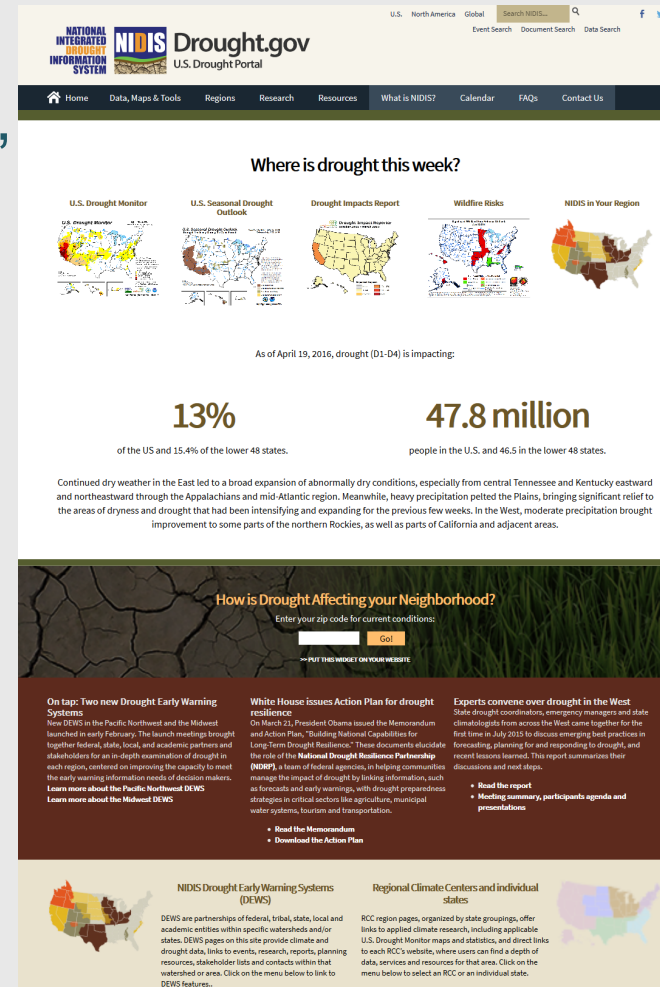 U.S. North America Global Search NIDIS...
Event Search Document Search Data Search
NATIONAL
INTEGRATED
DROUGHT
INFORMATION
SYSTEM
NIDIS
Drought.gov
U.S. Drought Portal
Home Data, Maps & Tools Regions Research Resources What is NIDIS? Calendar FAQs Contact Us
Where is drought this week?
U.S. Drought Monitor
U.S. Seasonal Drought
Outlook
Drought Impacts Report
Wildfire Risks
NIDIS in Your Region
U.S. Drought Monitor
U.S. Seasonal Drought Outlook
Drought Impacts Reporter
As of April 19, 2016, drought (D1-D4) is impacting:
13%
of the US and 15.4% of the lower 48 states.
47.8 million
people in the U.S. and 46.5 in the lower 48 states.
Continued dry weather in the East led to a broad expansion of abnormally dry conditions, especially from central Tennessee and Kentucky eastward
and northeastward through the Appalachians and mid-Atlantic region. Meanwhile, heavy precipitation pelted the Plains, bringing significant relief to
the areas of dryness and drought that had been intensifying and expanding for the previous few weeks. In the West, moderate precipitation brought
improvement to some parts of the northern Rockies, as well as parts of California and adjacent areas.
How is Drought Affecting your Neighborhood?
Enter your zip code for current conditions:
Go!
>> PUT THIS WIDGET ON YOUR WEBSITE
On tap: Two new Drought Early Warning
Systems
New DEWS in the Pacific Northwest and the Midwest
launched in early February. The launch meetings brought
together federal, state, local, and academic partners and
stakeholders for an in-depth examination of drought in
each region, centered on improving the capacity to meet
the early warning information needs of decision makers.
Learn more about the Pacific Northwest DEWS
Learn more about the Midwest DEWS
White House issues Action Plan for drought
resilience
On March 21, President Obama issued the Memorandum
and Action Plan, "Building National Capabilities for
Long-Term Drought Resilience." These documents elucidate
the role of the National Drought Resilience Partnership
(NDRP), a team of federal agencies, in helping communities
manage the impact of drought by linking information, such
as forecasts and early warnings, with drought preparedness
strategies in critical sectors like agriculture, municipal
water systems, tourism and transportation.
• Read the Memorandum
• Download the Action Plan
Experts convene over drought in the West
State drought coordinators, emergency managers and state
climatologists from across the West came together for the
first time in July 2015 to discuss emerging best practices in
forecasting, planning for and responding to drought, and
recent lessons learned. This report summarizes their
discussions and next steps.
• Read the report
• Meeting summary, participants agenda and
presentations
NIDIS Drought Early Warning Systems
(DEWS)
DEWS are partnerships of federal, tribal, state, local and
academic entities within specific watersheds and/or
states. DEWS pages on this site provide climate and
drought data, links to events, research, reports, planning
resources, stakeholder lists and contacts within that
watershed or area. Click on the menu below to link to
DEWS features..
Regional Climate Centers and individual
states
RCC region pages, organized by state groupings, offer
links to applied climate research, including applicable
U.S. Drought Monitor maps and statistics, and direct links
to each RCC's website, where users can find a depth of
data, services and resources for that area. Click on the
menu below to select an RCC or an individual state.